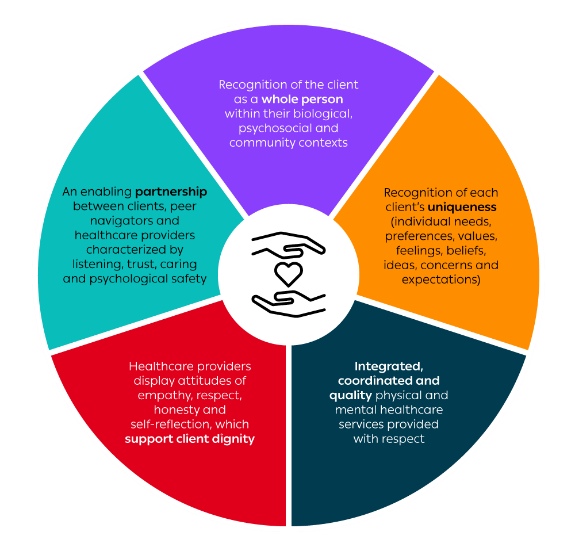 Recognition of the client
as a whole person
within their biological,
psychosocial and
community contexts
Recognition of each
client's uniqueness
(individual needs,
preferences, values,
feelings, beliefs,
ideas, concerns and
expectations)
Integrated,
coordinated and
quality physical and
mental healthcare
services provided
with respect
Healthcare providers
display attitudes of
empathy, respect,
honesty and
self-reflection, which
support client dignity
An enabling partnership
between clients, peer
navigators and
healthcare providers
characterized by
listening, trust, caring
and psychological safety